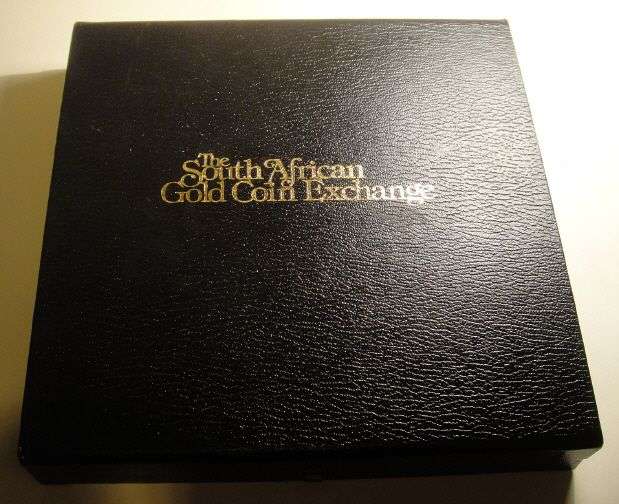 The
South African
Gold Coin Exchange